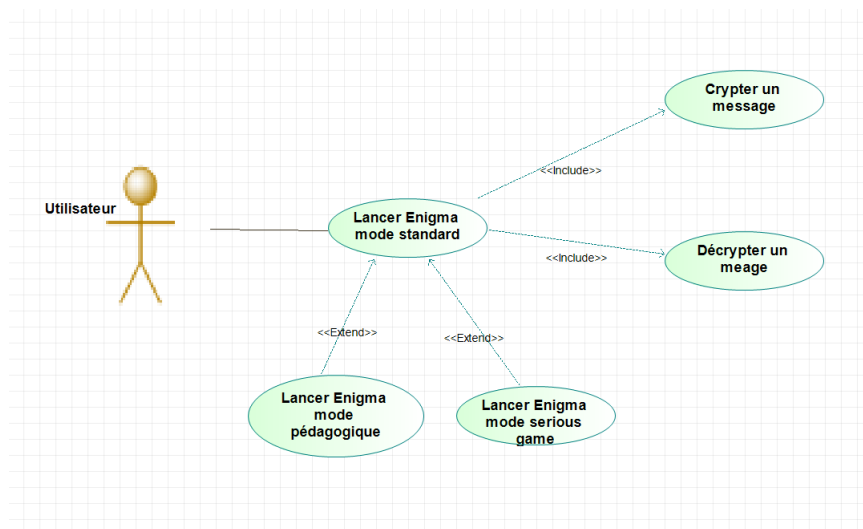 Crypter un
message
<<Include>>
Utilisateur
Lancer Enigma
mode standard
Décrypter un
meage
<<Include>>
<<Extend>>
<<Extend>>
Lancer Enigma
mode
pédagogique
Lancer Enigma
mode serious
game